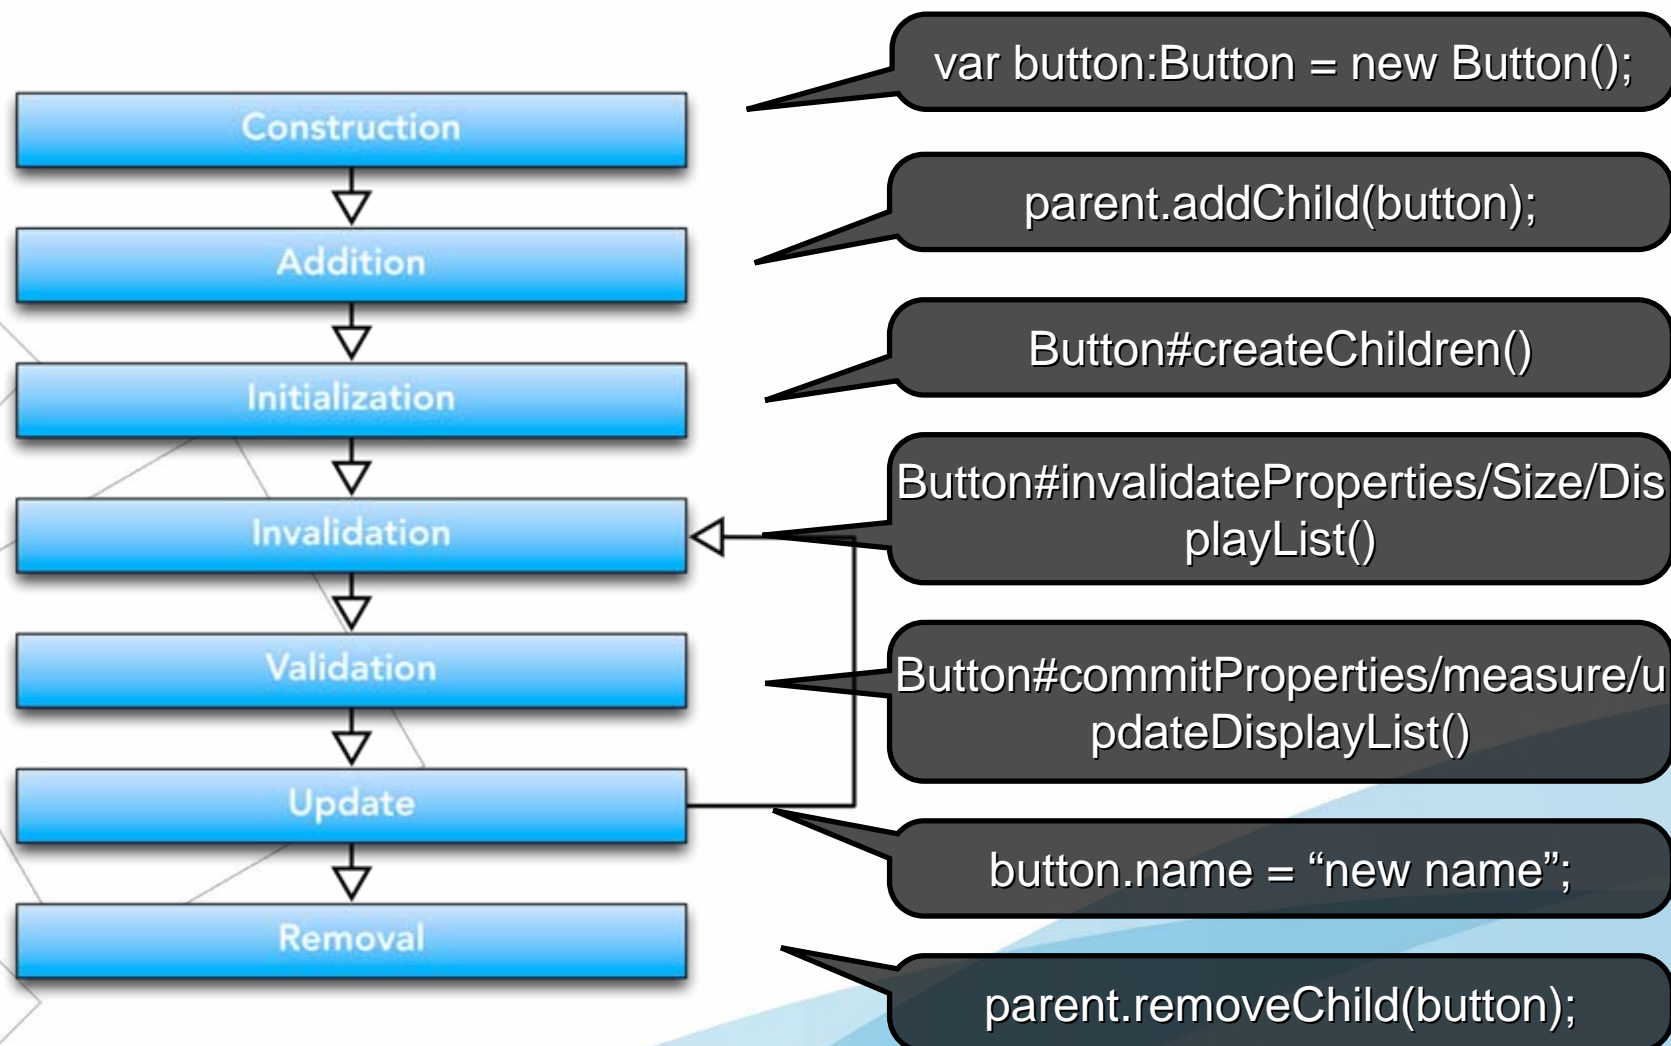 var button:Button = new Button();
Construction
parent.addChild(button);
Addition
Button#createChildren()
Initialization
Button#invalidateProperties/Size/Dis
playList()
Invalidation
Button#commitProperties/measure/u
pdateDisplayList()
Validation
Update
button.name = “new name”;
Removal
parent.removeChild(button);